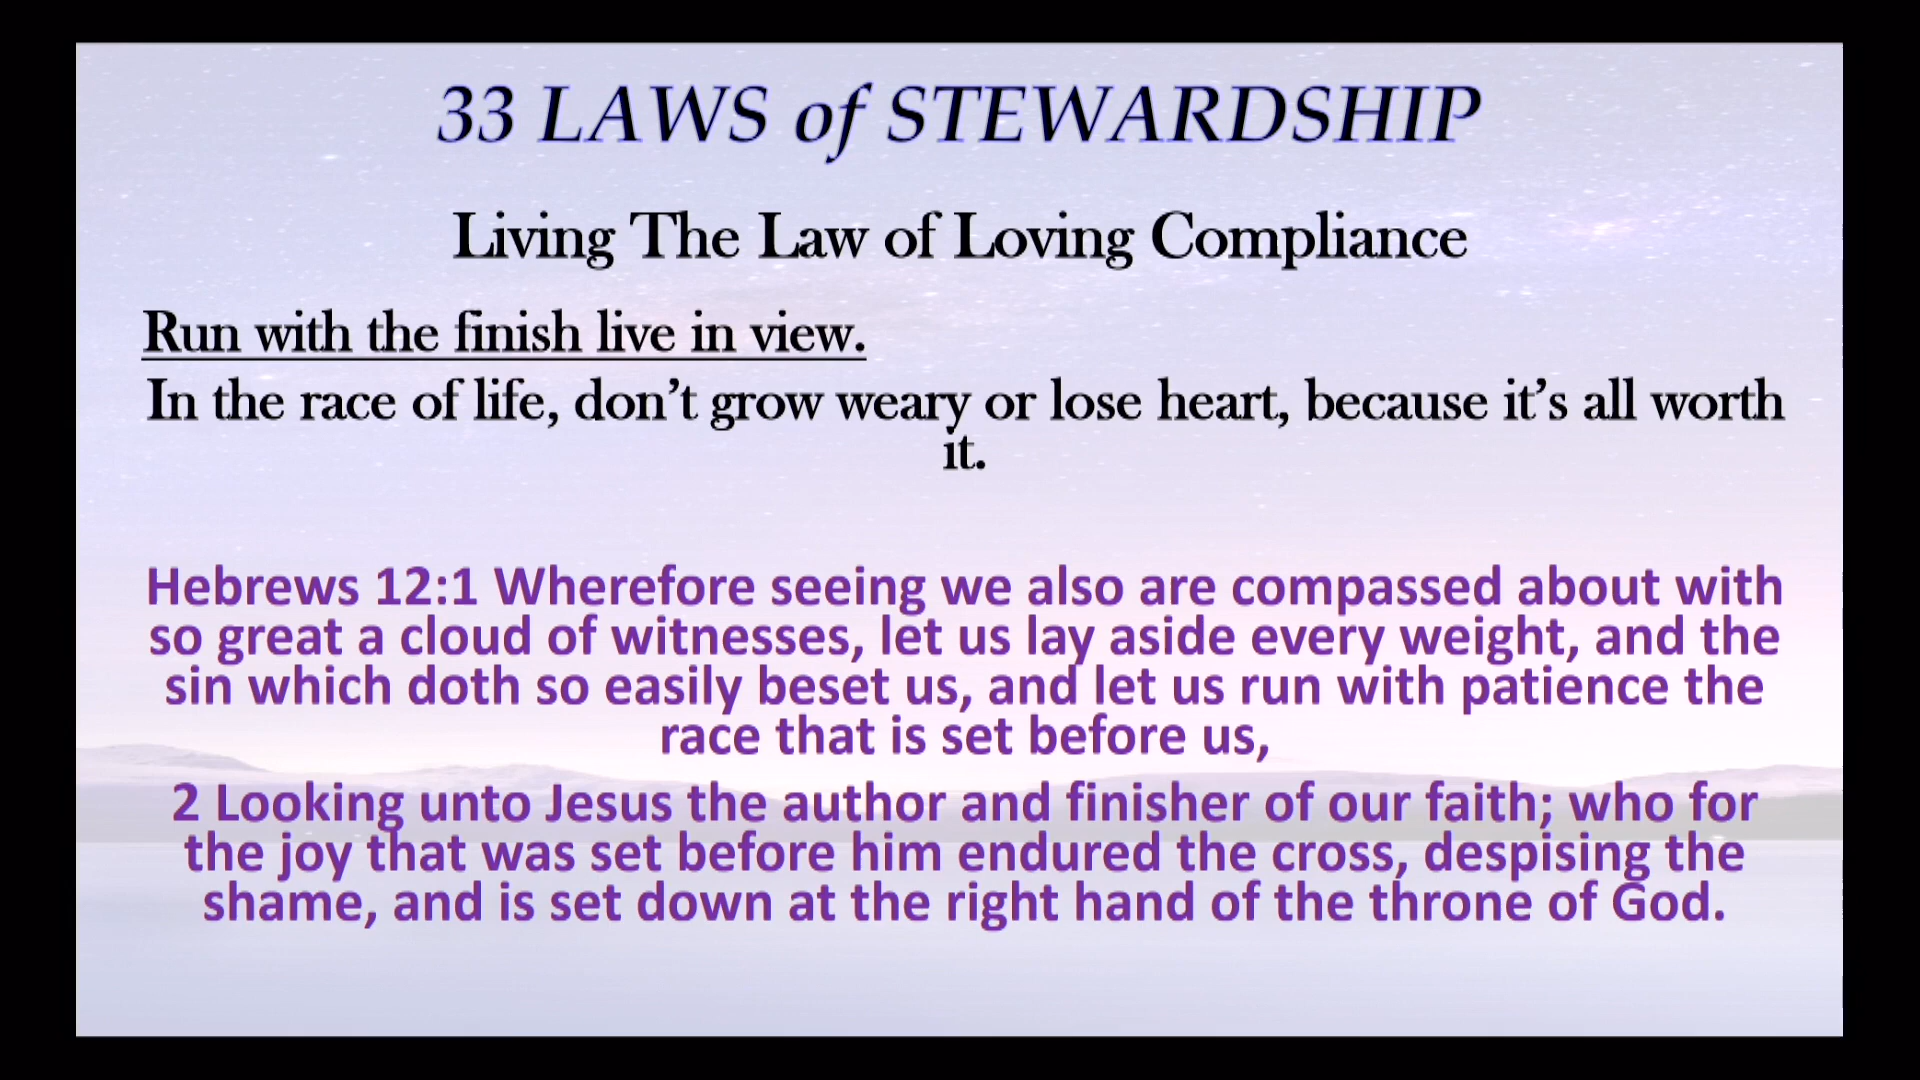 33 LAWS of STEWARDSHIP
Living The Law of Loving Compliance
Run with the finish live in view.
In the race of life, don’t grow weary or lose heart, because it’s all worth
it.
Hebrews 12:1 Wherefore seeing we also are compassed about with
so great a cloud of witnesses, let us lay aside every weight, and the
sin which doth so easily beset us, and let us run with patience the
race that is set before us,
2 Looking unto Jesus the author and finisher of our faith; who for
the joy that was set before him endured the cross, despising the
shame, and is set down at the right hand of the throne of God.